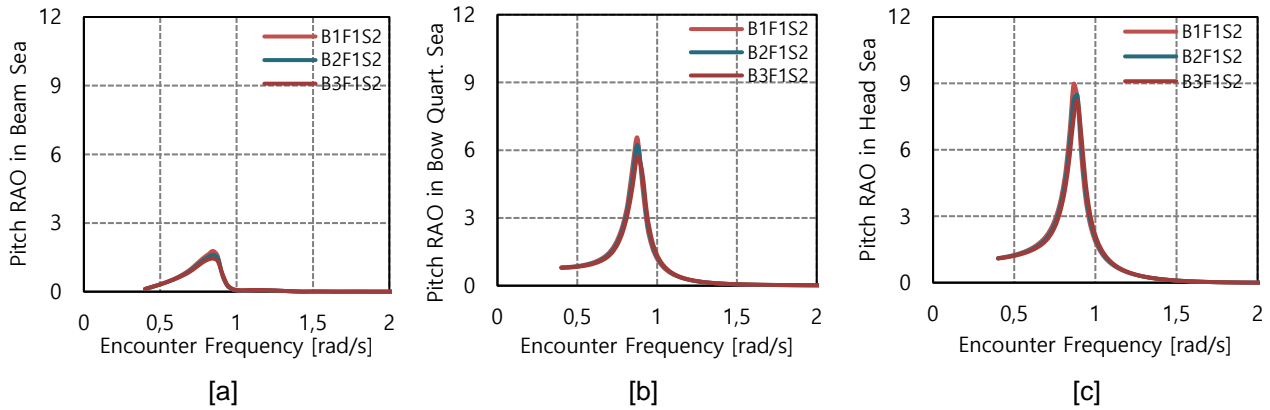 Pitch RAO in Beam Sea
12
9
6
3
0
B1F1S2
B2F1S2
B3F1S2
0 0,5 1 1,5 2
Encounter Frequency [rad/s]
[a]
Pitch RAO in Bow Quart. Sea
12
9
6
3
0
B1F1S2
B2F1S2
B3F1S2
0 0,5 1 1,5 2
Encounter Frequency [rad/s]
[b]
Pitch RAO in Head Sea
12
9
6
3
0
B1F1S2
B2F1S2
B3F1S2
0 0,5 1 1,5 2
Encounter Frequency [rad/s]
[c]